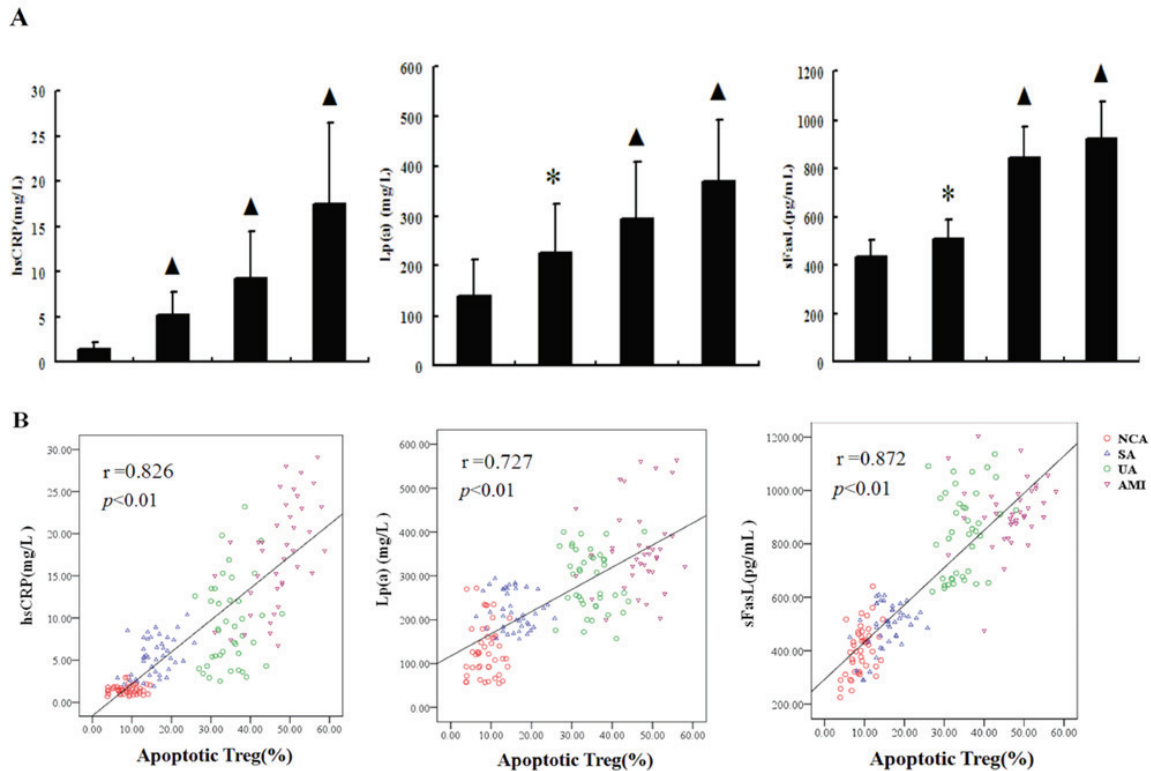 A
hsCRP(mg/L)
30
25
20
15
10
5
0
▲
▲
▲
Lp(a) (mg/L)
600
500
400
300
200
100
0
*
▲
▲
sFasL(pg/mL)
1200
1000
800
600
400
200
0
*
▲
▲
B
hsCRP(mg/L)
30.00
25.00
20.00
15.00
10.00
5.00
0.00
r =0.826
p<0.01
0.00 10.00 20.00 30.00 40.00 50.00 60.00
Apoptotic Treg(%)
Lp(a) (mg/L )
600.00
500.00
400.00
300.00
200.00
100.00
0.00
r =0.727
p<0.01
0.00 10.00 20.00 30.00 40.00 50.00 60.00
Apoptotic Treg(%)
sFasL(pg/mL)
1200.00
1000.00
800.00
600.00
400.00
200.00
r =0.872
p<0.01
0.00 10.00 20.00 30.00 40.00 50.00 60.00
Apoptotic Treg(%)
NCA
SA
UA
AMI